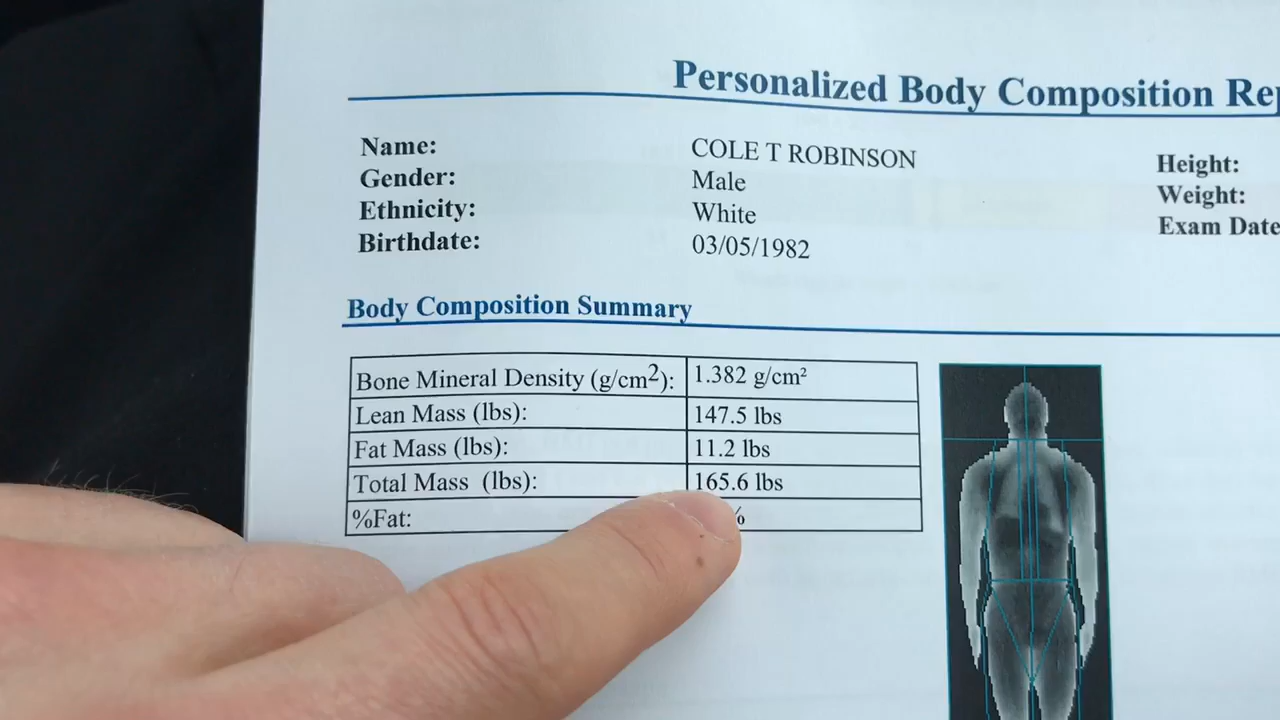 Personalized Body Composition
Name: COLE T ROBINSON Height:
Gender: Male Weight:
Ethnicity: White Exam Date
Birthdate: 03/05/1982
Body Composition Summary
Bone Mineral Density (g/cm2): 1.382 g/cm²
Lean Mass (lbs): 147.5 lbs
Fat Mass (lbs): 11.2 lbs
Total Mass (lbs): 165.6 lbs
%Fat: %